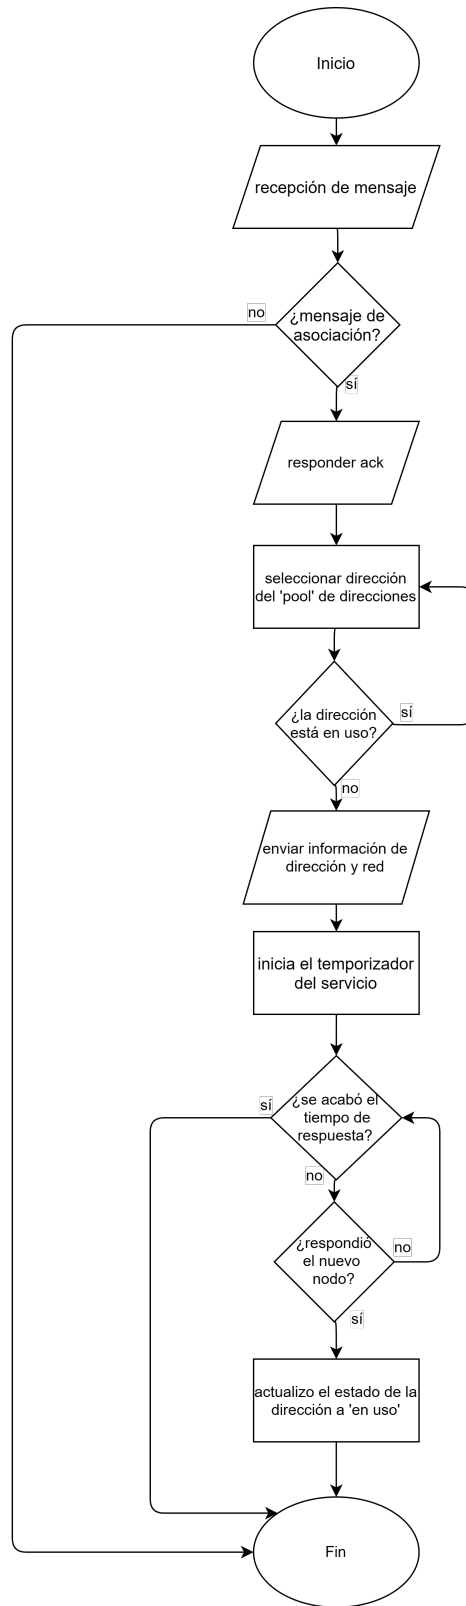 Inicio
recepción de mensaje
no
¿mensaje de
asociación?
sí
responder ack
seleccionar dirección
del 'pool' de direcciones
¿la dirección
está en uso?
sí
no
enviar información de
dirección y red
inicia el temporizador
del servicio
sí
¿se acabó el
tiempo de
respuesta?
no
¿respondió
el nuevo
nodo?
no
sí
actualizo el estado de la
dirección a 'en uso'
Fin